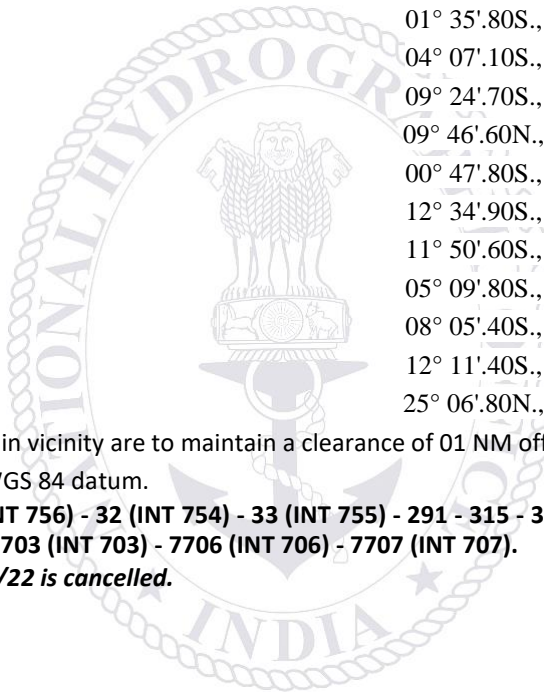 01° 35'.80S.,
04° 07'.10S.,
09° 24'.70S.,
09° 46'.60N.,
00° 47'.80S.,
12° 34'.90S.,
11° 50'.60S.,
05° 09'.80S.,
08° 05'.40S.,
12° 11'.40S.,
25° 06'.80N.,
in vicinity are to maintain a clearance of 01 NM off
GS 84 datum.
NT 756) - 32 (INT 754) - 33 (INT 755) - 291 - 315 - 3
703 (INT 703) - 7706 (INT 706) - 7707 (INT 707).
/22 is cancelled.
NATIONAL
INDIA